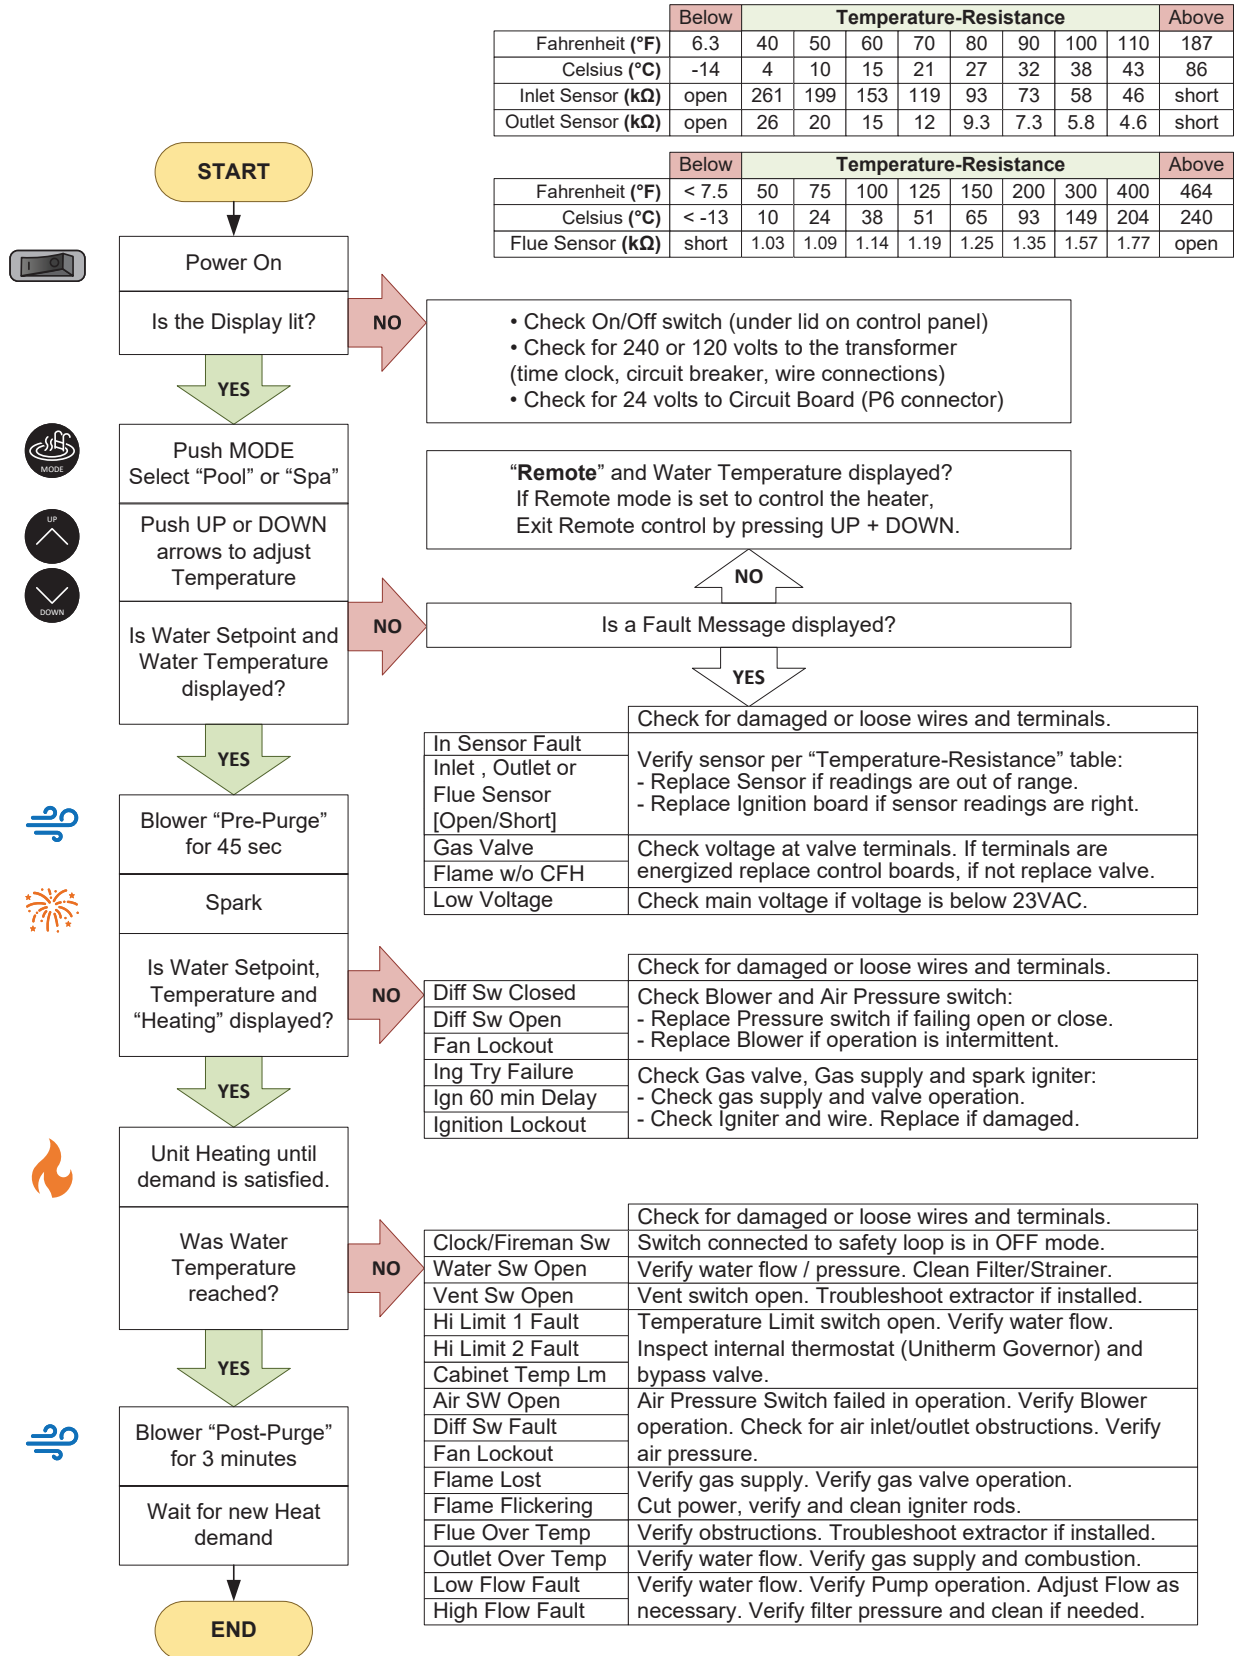 Below Temperature-Resistance Above
Fahrenheit (°F) 6.3 40 50 60 70 80 90 100 110 187
Celsius (°C) -14 4 10 15 21 27 32 38 43 86
Inlet Sensor (kΩ) open 261 199 153 119 93 73 58 46 short
Outlet Sensor (kΩ) open 26 20 15 12 9.3 7.3 5.8 4.6 short
Below Temperature-Resistance Above
Fahrenheit (°F) < 7.5 50 75 100 125 150 200 300 400 464
Celsius (°C) < -13 10 24 38 51 65 93 149 204 240
Flue Sensor (kΩ) short 1.03 1.09 1.14 1.19 1.25 1.35 1.57 1.77 open
START
Power On
Is the Display lit?
NO
• Check On/Off switch (under lid on control panel)
• Check for 240 or 120 volts to the transformer
(time clock, circuit breaker, wire connections)
• Check for 24 volts to Circuit Board (P6 connector)
YES
MODE
Push MODE
Select “Pool” or “Spa”
UP
DOWN
Push UP or DOWN
arrows to adjust
Temperature
Is Water Setpoint and
Water Temperature
displayed?
NO
Is a Fault Message displayed?
NO
“Remote” and Water Temperature displayed?
If Remote mode is set to control the heater,
Exit Remote control by pressing UP + DOWN.
YES
Check for damaged or loose wires and terminals.
In Sensor Fault
Inlet , Outlet or
Flue Sensor
[Open/Short]
Verify sensor per “Temperature-Resistance” table:
- Replace Sensor if readings are out of range.
- Replace Ignition board if sensor readings are right.
Gas Valve
Flame w/o CFH
Check voltage at valve terminals. If terminals are
energized replace control boards, if not replace valve.
Low Voltage
Check main voltage if voltage is below 23VAC.
YES
Blower “Pre-Purge”
for 45 sec
Spark
Is Water Setpoint,
Temperature and
“Heating” displayed?
NO
Check for damaged or loose wires and terminals.
Diff Sw Closed
Diff Sw Open
Fan Lockout
Check Blower and Air Pressure switch:
- Replace Pressure switch if failing open or close.
- Replace Blower if operation is intermittent.
Ing Try Failure
Ign 60 min Delay
Ignition Lockout
Check Gas valve, Gas supply and spark igniter:
- Check gas supply and valve operation.
- Check Igniter and wire. Replace if damaged.
YES
Unit Heating until
demand is satisfied.
Was Water
Temperature
reached?
NO
Check for damaged or loose wires and terminals.
Clock/Fireman Sw
Switch connected to safety loop is in OFF mode.
Water Sw Open
Verify water flow / pressure. Clean Filter/Strainer.
Vent Sw Open
Vent switch open. Troubleshoot extractor if installed.
Hi Limit 1 Fault
Hi Limit 2 Fault
Cabinet Temp Lm
Temperature Limit switch open. Verify water flow.
Inspect internal thermostat (Unitherm Governor) and
bypass valve.
Air SW Open
Diff Sw Fault
Fan Lockout
Air Pressure Switch failed in operation. Verify Blower
operation. Check for air inlet/outlet obstructions. Verify
air pressure.
Flame Lost
Flame Flickering
Verify gas supply. Verify gas valve operation.
Cut power, verify and clean igniter rods.
Flue Over Temp
Verify obstructions. Troubleshoot extractor if installed.
Outlet Over Temp
Verify water flow. Verify gas supply and combustion.
Low Flow Fault
High Flow Fault
Verify water flow. Verify Pump operation. Adjust Flow as
necessary. Verify filter pressure and clean if needed.
YES
Blower “Post-Purge”
for 3 minutes
Wait for new Heat
demand
END